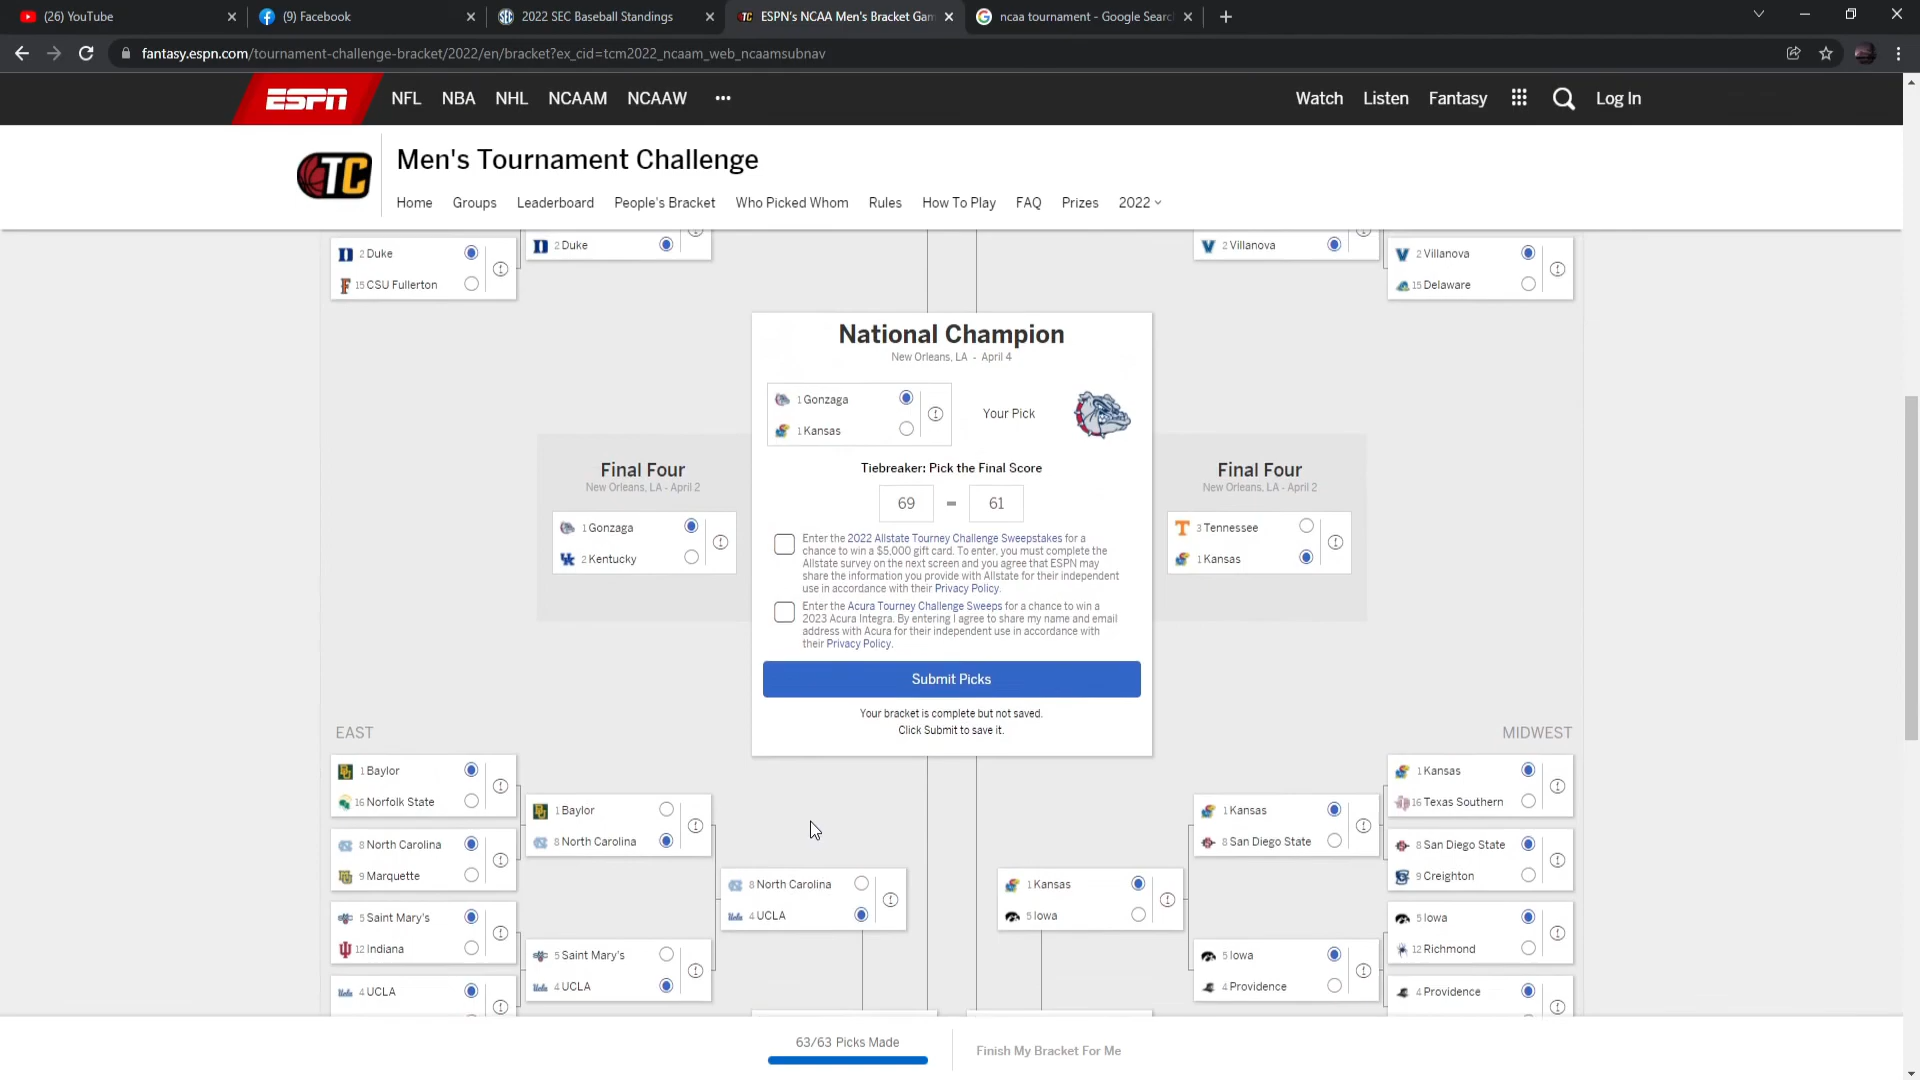 (26) YouTube
(9) Facebook
2022 SEC Baseball Standings
ESPN's NCAA Men's Bracket Gam
ncaa tournament - Google Searc
fantasy.espn.com/tournament-challenge-bracket/2022/en/bracket?ex_cid=tcm2022_ncaam_web_ncaamsubnav
ESPN
NFL
NBA
NHL
NCAAM
NCAAW
Watch
Listen
Fantasy
Log In
TC
Men's Tournament Challenge
Home
Groups
Leaderboard
People's Bracket
Who Picked Whom
Rules
How To Play
FAQ
Prizes
2022
2 Duke
15 CSU Fullerton
2 Duke
2 Villanova
2 Villanova
15 Delaware
National Champion
New Orleans, LA - April 4
1 Gonzaga
1 Kansas
Your Pick
Tiebreaker: Pick the Final Score
69 - 61
Enter the 2022 Allstate Tourney Challenge Sweepstakes for a
chance to win a $5,000 gift card. To enter, you must complete the
Allstate survey on the next screen and you agree that ESPN may
share the information you provide with Allstate for their independent
use in accordance with their Privacy Policy.
Enter the Acura Tourney Challenge Sweeps for a chance to win a
2023 Acura Integra. By entering I agree to share my name and email
address with Acura for their independent use in accordance with
their Privacy Policy.
Submit Picks
Your bracket is complete but not saved.
Click Submit to save it.
Final Four
New Orleans, LA - April 2
1 Gonzaga
2 Kentucky
Final Four
New Orleans, LA - April 2
3 Tennessee
1 Kansas
EAST
1 Baylor
16 Norfolk State
8 North Carolina
9 Marquette
5 Saint Mary's
12 Indiana
4 UCLA
1 Baylor
8 North Carolina
5 Saint Mary's
4 UCLA
8 North Carolina
4 UCLA
MIDWEST
1 Kansas
5 Iowa
1 Kansas
8 San Diego State
5 Iowa
4 Providence
1 Kansas
16 Texas Southern
8 San Diego State
9 Creighton
5 Iowa
12 Richmond
4 Providence
63/63 Picks Made
Finish My Bracket For Me